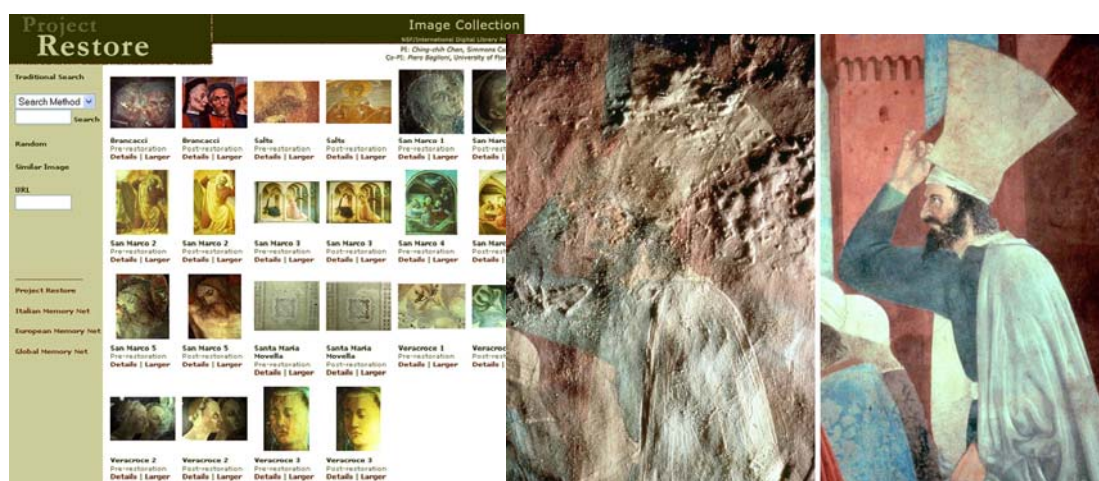 Project
Restore
Image Collection
NSF/International Digital Library
PI: Ching-chih Chen, Simmons
Co-PI: Piero Baglioni, University of
Traditional Search
Search Method
Search
Random
Similar Image
URL
Project Restore
Italian Memory Net
European Memory Net
Global Memory Net
Brancacci Brancacci Salto Salto San Marco 1 San
Pre-restoration Post-restoration Pre-restoration Post-restoration Pre-restoration
Details | Larger Details | Larger Details | Larger Details | Larger Details | Larger Details |
San Marco 2 San Marco 2 San Marco 3 San Marco 3 San Marco 4 San
Pre-restoration Post-restoration Pre-restoration Post-restoration Pre-restoration
Details | Larger Details | Larger Details | Larger Details | Larger Details | Larger Details |
San Marco 5 San Marco 5 Santa Maria Santa Maria Veracroce 1
Pre-restoration Post-restoration Novella Novella Pre-restoration
Details | Larger Details | Larger Pre-restoration Post-restoration Details | Larger Details |
Details | Larger Details | Larger
Veracroce 2 Veracroce 2 Veracroce 3 Veracroce 3
Pre-restoration Post-restoration Pre-restoration Post-restoration
Details | Larger Details | Larger Details | Larger Details | Larger